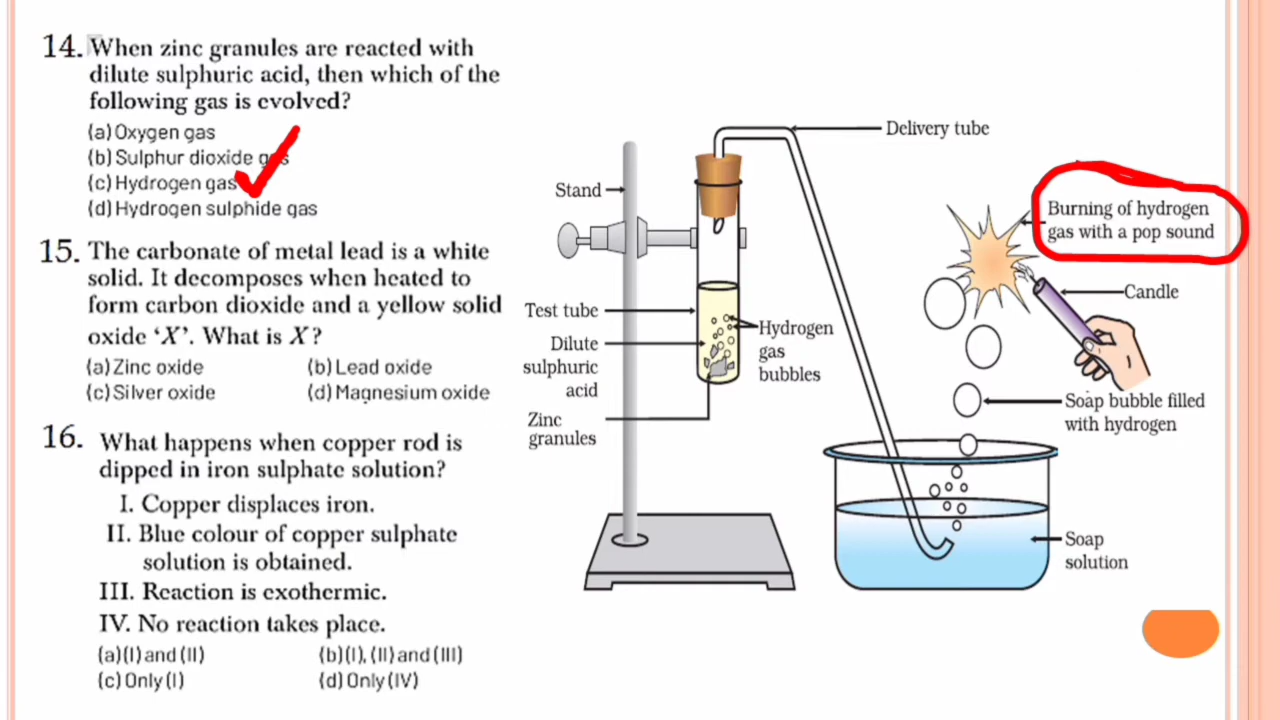 14. When zinc granules are reacted with
dilute sulphuric acid, then which of the
following gas is evolved?
(a) Oxygen gas
(b) Sulphur dioxide gas
(c) Hydrogen gas
(d) Hydrogen sulphide gas
15. The carbonate of metal lead is a white
solid. It decomposes when heated to
form carbon dioxide and a yellow solid
oxide ‘X’. What is X?
(a) Zinc oxide (b) Lead oxide
(c) Silver oxide (d) Magnesium oxide
16. What happens when copper rod is
dipped in iron sulphate solution?
I. Copper displaces iron.
II. Blue colour of copper sulphate
solution is obtained.
III. Reaction is exothermic.
IV. No reaction takes place.
(a) (I) and (II) (b) (I), (II) and (III)
(c) Only (I) (d) Only (IV)
Delivery tube
Stand
Burning of hydrogen
gas with a pop sound
Candle
Test tube
Hydrogen
gas
bubbles
Dilute
sulphuric
acid
Zinc
granules
Soap bubble filled
with hydrogen
Soap
solution